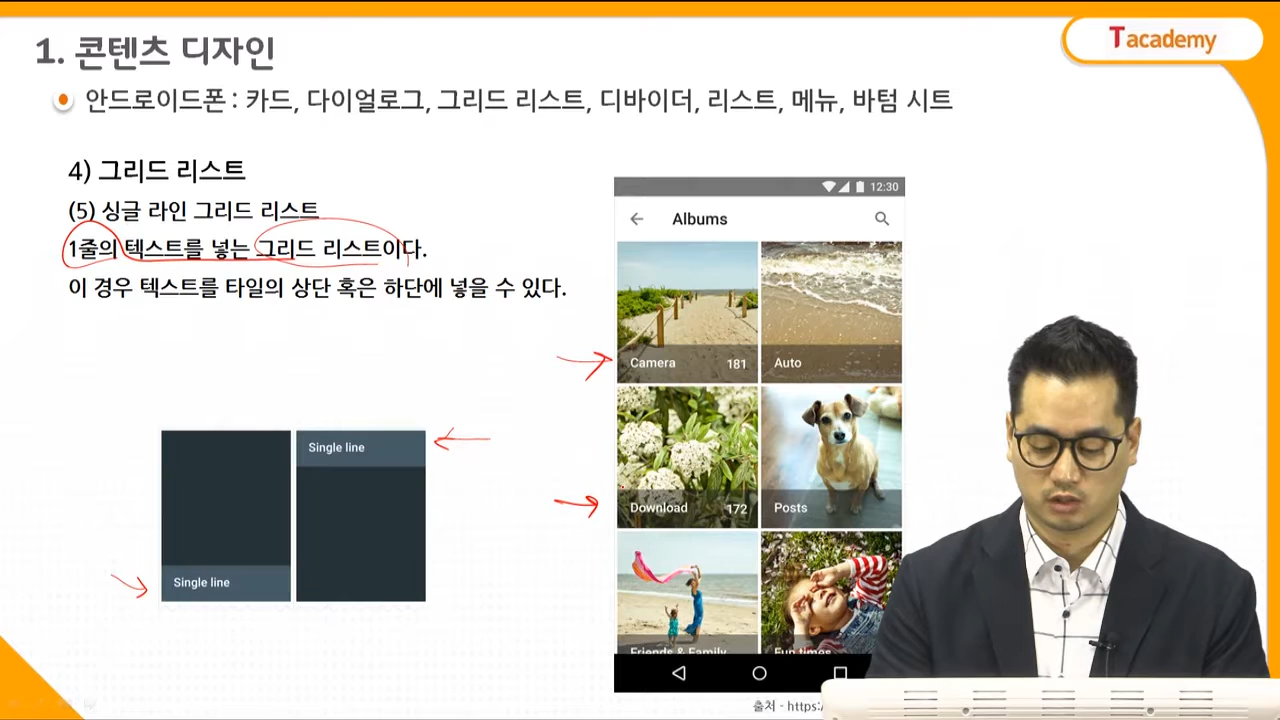 1. 콘텐츠 디자인
Tacademy
안드로이드폰 : 카드, 다이얼로그, 그리드 리스트, 디바이더, 리스트, 메뉴, 바텀 시트
4) 그리드 리스트
(5) 싱글 라인 그리드 리스트
1줄의 텍스트를 넣는 그리드 리스트이다.
이 경우 텍스트를 타일의 상단 혹은 하단에 넣을 수 있다.
Single line
Single line
12:30
Albums
Camera 181
Auto
Download 172
Posts
Friends & Family
Fun times
출처 - https:/